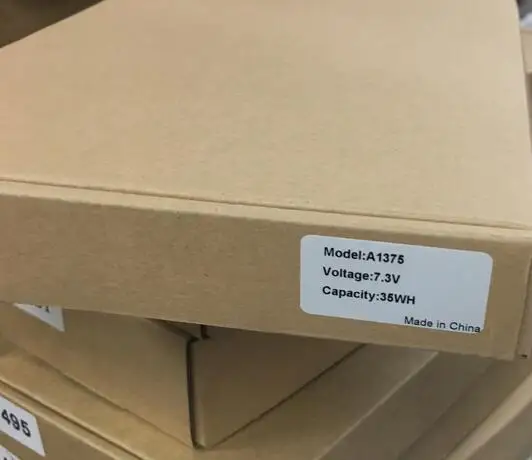 Model:A1375
Voltage:7.3V
Capacity:35WH
Made in China
495